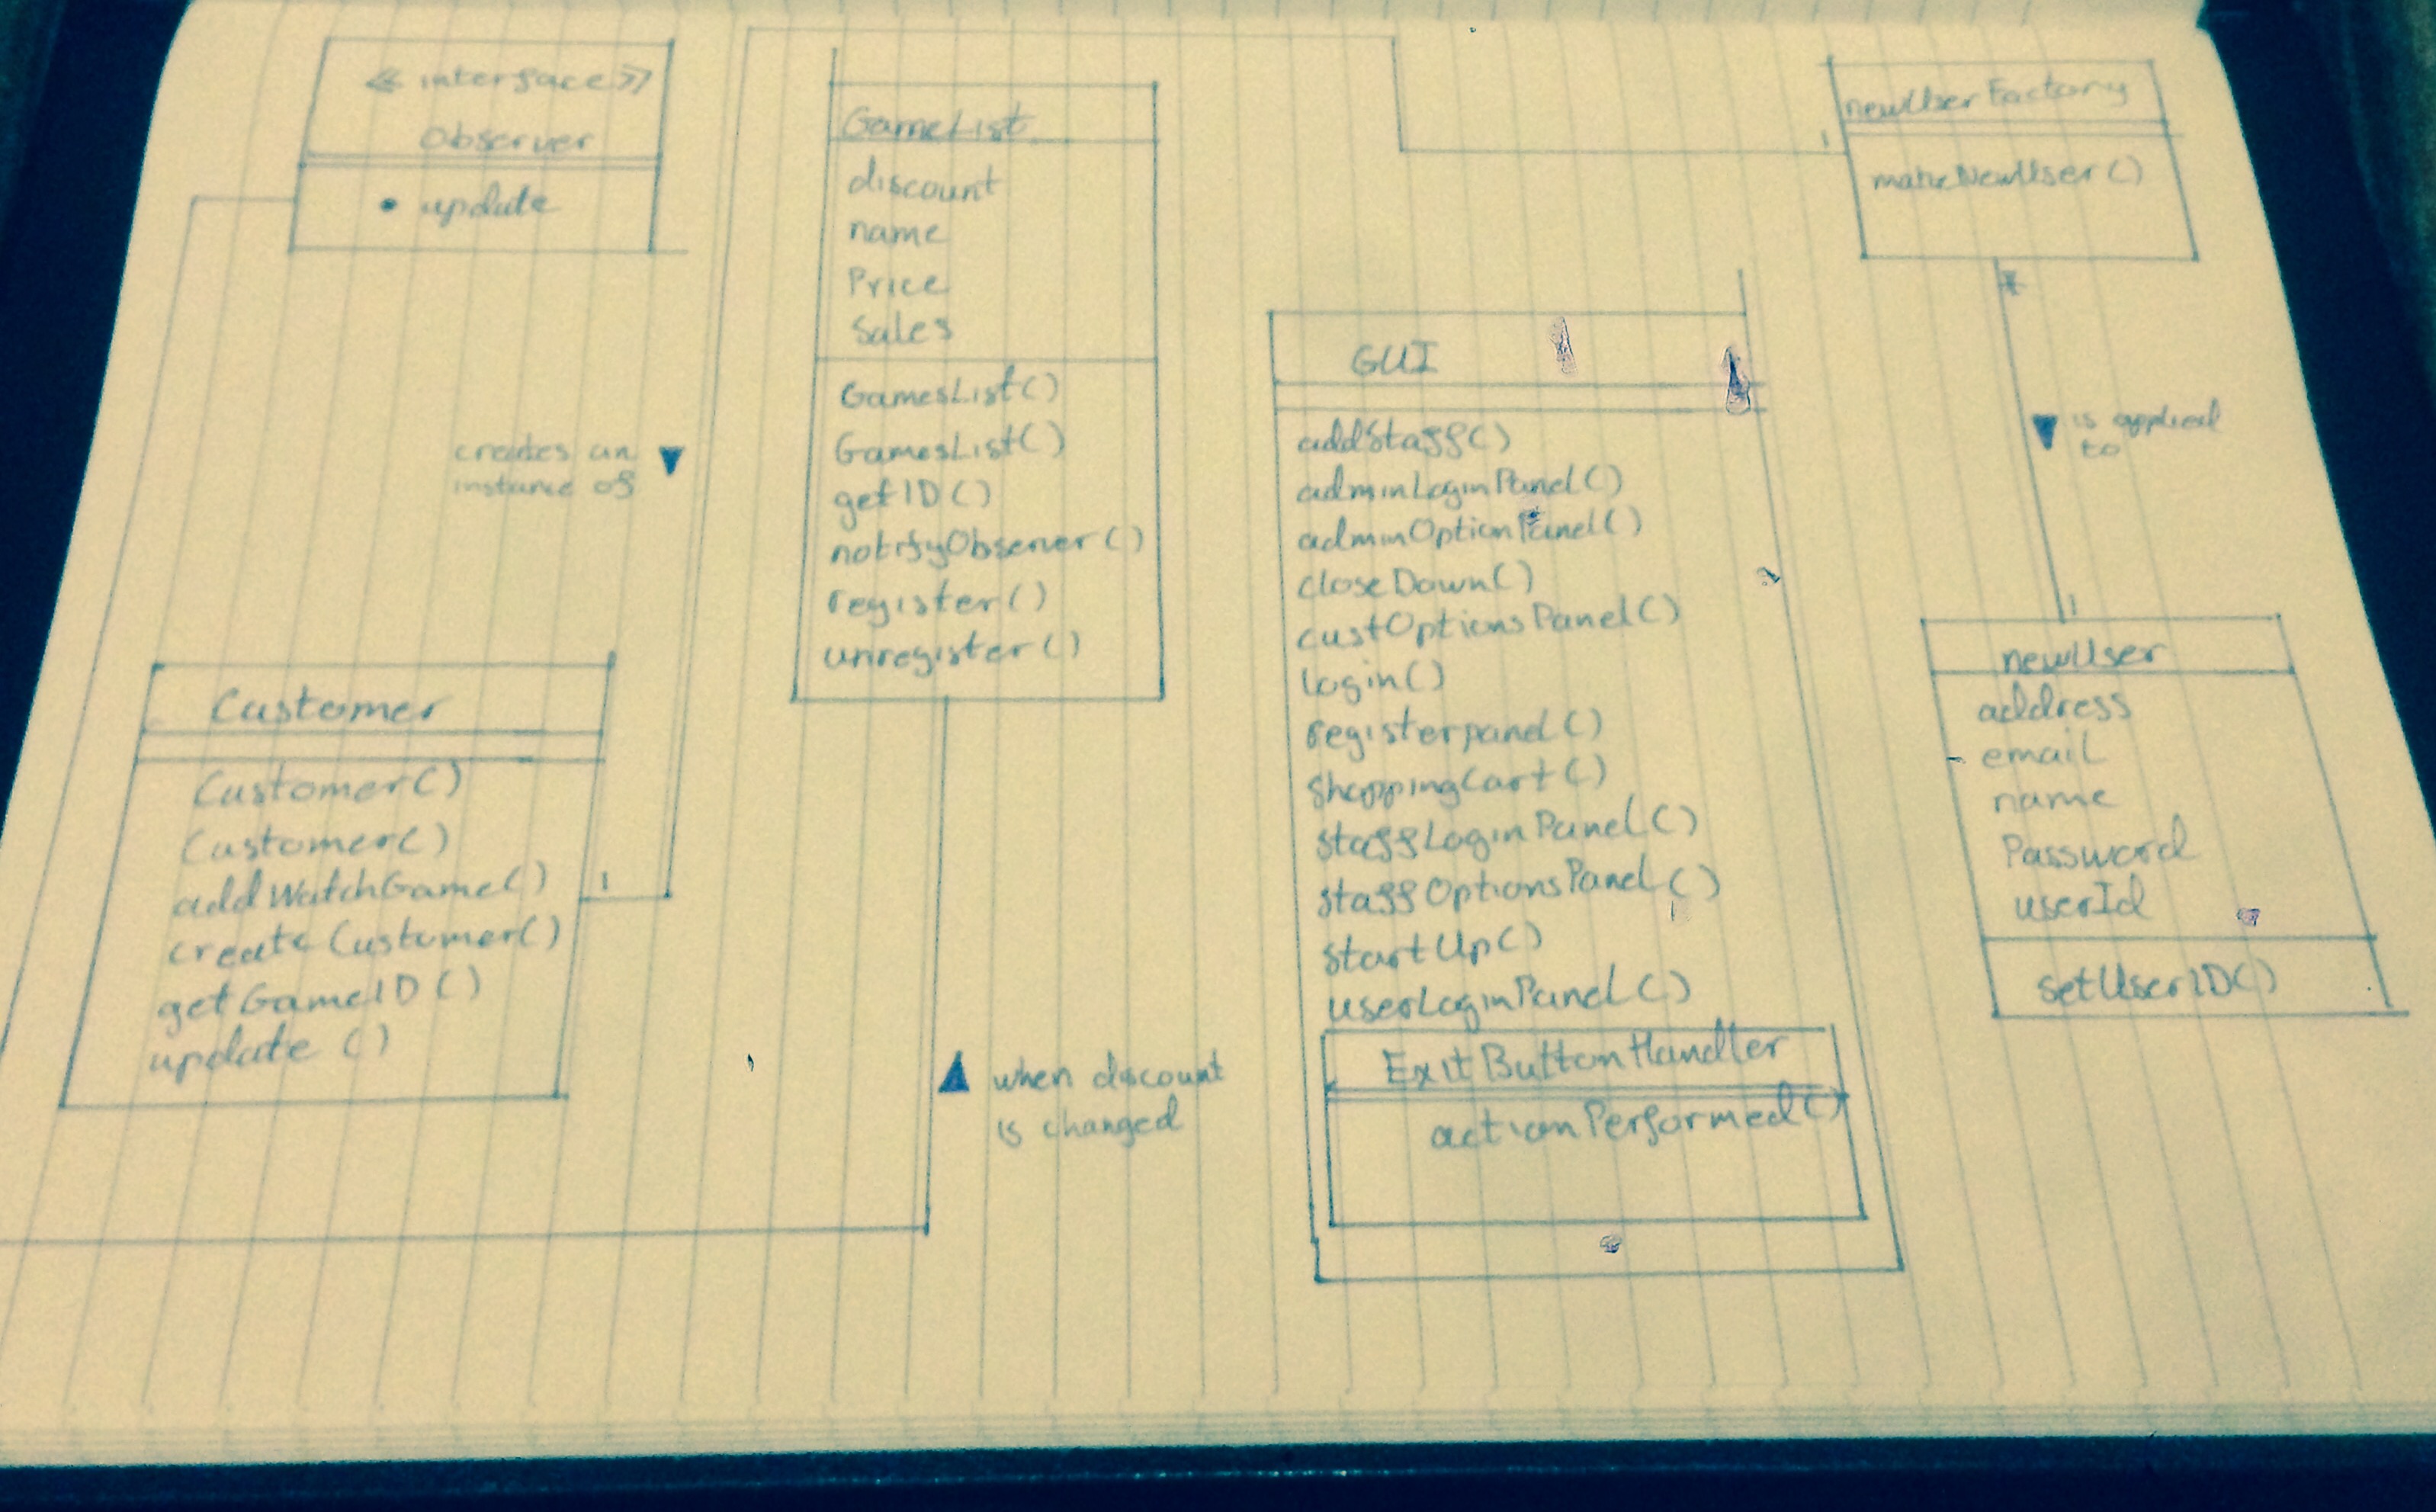 << interface >>
Observer
• update
creates an
instance of
Customer
Customer()
Customer()
addWatchGame()
createCustomer()
getGameID()
update ()
1
GameList
discount
name
Price
Sales
GamesList()
GamesList()
getID()
notifyObserver()
register()
unregister()
when discount
is changed
GUI
addStaff()
adminLoginPanel()
adminOptionPanel()
closeDown()
custOptionsPanel()
login()
registerpanel()
shoppingCart()
staffLoginPanel()
staffOptionsPanel()
startUp()
userLoginPanel()
ExitButtonHandler
actionPerformed()
newUserFactory
1
makeNewUser()
*
is applied
to
1
newUser
address
email
name
Password
userId
setUserID()